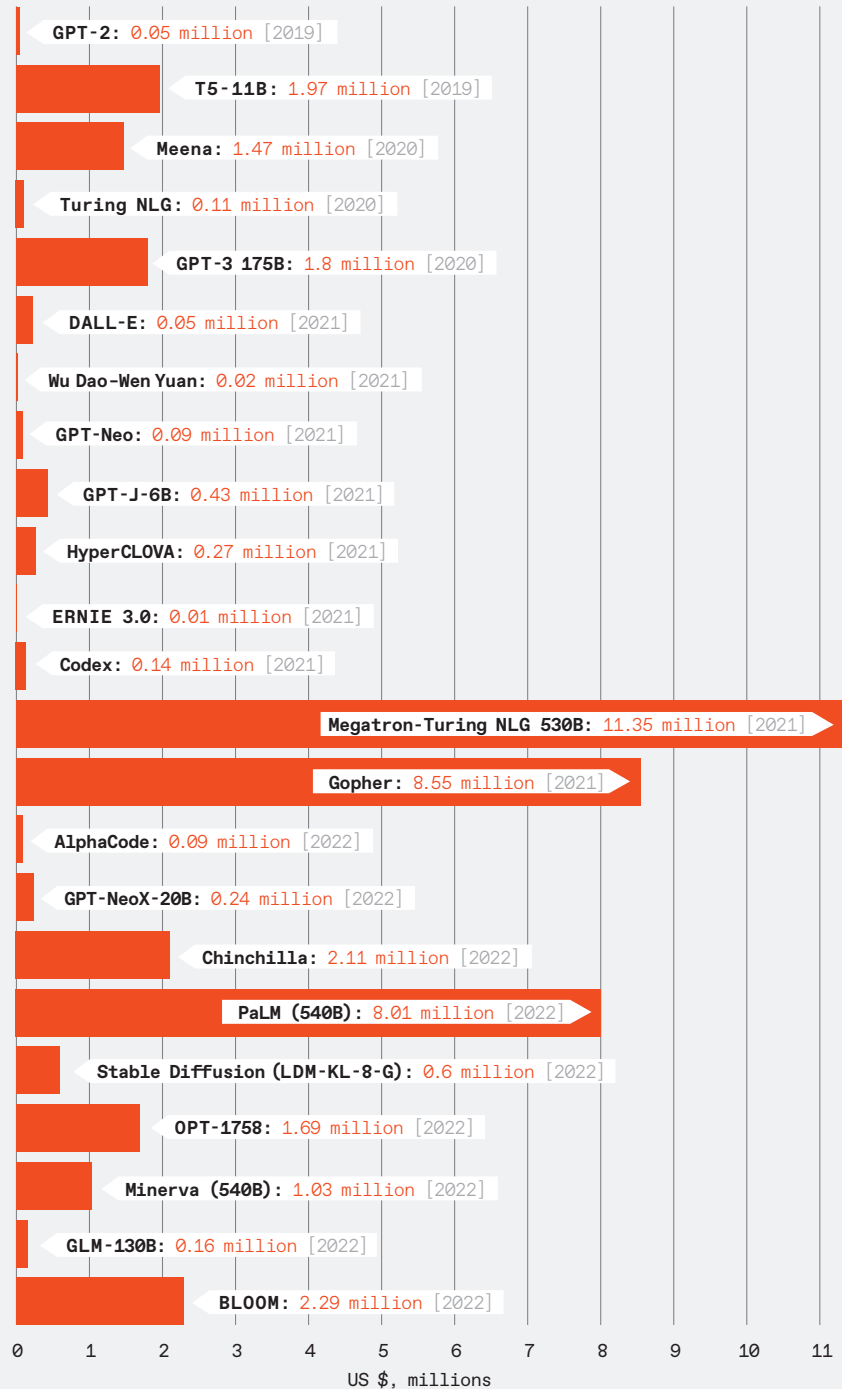 GPT-2: 0.05 million [2019]
T5-11B: 1.97 million [2019]
Meena: 1.47 million [2020]
Turing NLG: 0.11 million [2020]
GPT-3 175B: 1.8 million [2020]
DALL-E: 0.05 million [2021]
Wu Dao–Wen Yuan: 0.02 million [2021]
GPT-Neo: 0.09 million [2021]
GPT-J-6B: 0.43 million [2021]
HyperCLOVA: 0.27 million [2021]
ERNIE 3.0: 0.01 million [2021]
Codex: 0.14 million [2021]
Megatron-Turing NLG 530B: 11.35 million [2021]
Gopher: 8.55 million [2021]
AlphaCode: 0.09 million [2022]
GPT-NeoX-20B: 0.24 million [2022]
Chinchilla: 2.11 million [2022]
PaLM (540B): 8.01 million [2022]
Stable Diffusion (LDM-KL-8-G): 0.6 million [2022]
OPT-1758: 1.69 million [2022]
Minerva (540B): 1.03 million [2022]
GLM-130B: 0.16 million [2022]
BLOOM: 2.29 million [2022]
0 1 2 3 4 5 6 7 8 9 10 11
US $, millions